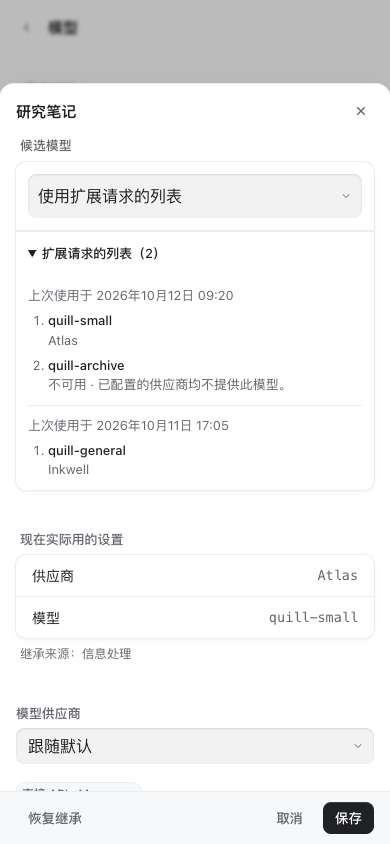 模型
研究笔记
候选模型
使用扩展请求的列表
扩展请求的列表（2）
上次使用于 2026年10月12日 09:20
1. quill-small
Atlas
2. quill-archive
不可用 · 已配置的供应商均不提供此模型。
上次使用于 2026年10月11日 17:05
1. quill-general
Inkwell
现在实际用的设置
供应商 Atlas
模型 quill-small
继承来源：信息处理
模型供应商
跟随默认
恢复继承 取消 保存